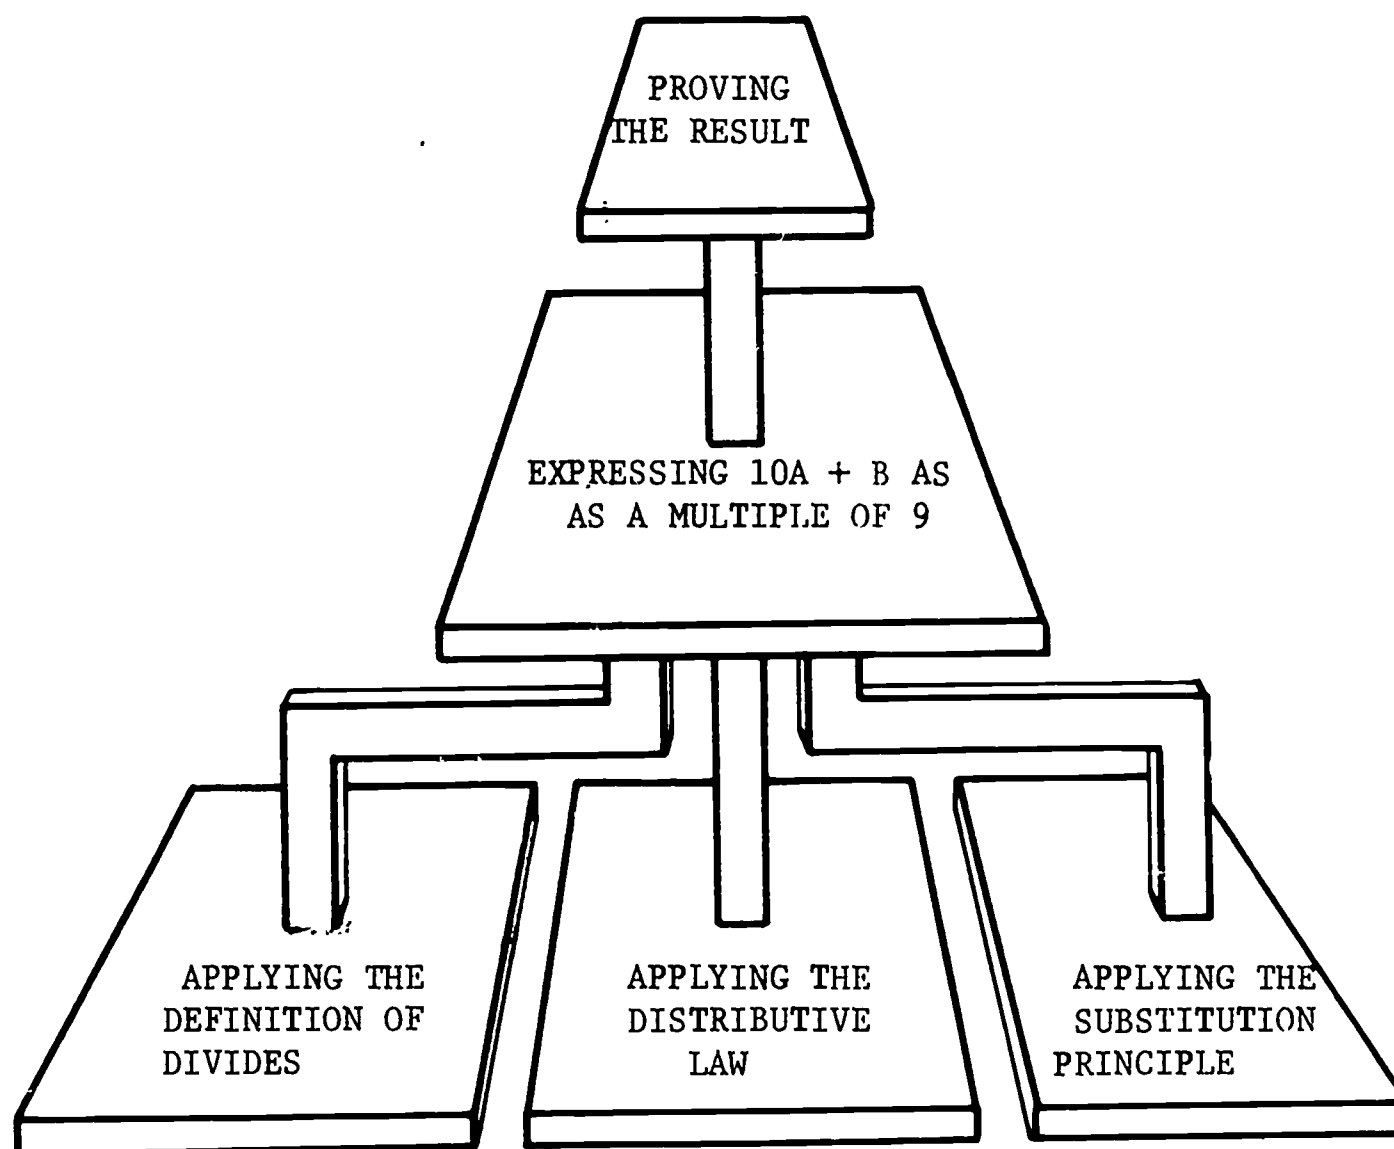 PROVING
THE RESULT
EXPRESSING 10A + B AS
AS A MULTIPLE OF 9
APPLYING THE
DEFINITION OF
DIVIDES
APPLYING THE
DISTRIBUTIVE
LAW
APPLYING THE
SUBSTITUTION
PRINCIPLE